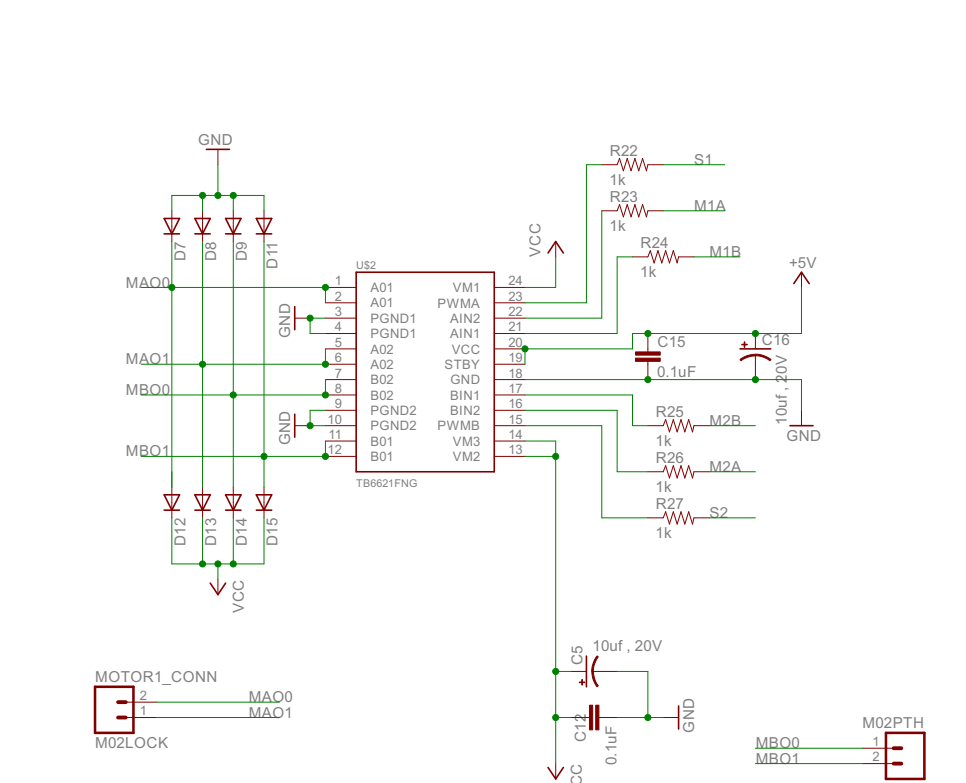 GND
R22
S1
1k
R23
M1A
1k
VCC
R24
M1B
1k
+5V
D7
D8
D9
D11
U$2
MAO0
1
A01
VM1
24
2
A01
PWMA
23
GND
3
PGND1
AIN2
22
4
PGND1
AIN1
21
5
A02
VCC
20
C15
C16
MAO1
6
A02
STBY
19
7
B02
GND
18
0.1uF
10uf , 20V
MBO0
8
B02
BIN1
17
9
PGND2
BIN2
16
R25
M2B
1k
GND
GND
10
PGND2
PWMB
15
11
B01
VM3
14
MBO1
12
B01
VM2
13
R26
M2A
1k
TB6621FNG
R27
S2
1k
D12
D13
D14
D15
VCC
C5
10uf , 20V
MOTOR1_CONN
2
MAO0
1
MAO1
M02LOCK
C12
0.1uF
GND
M02PTH
MBO0
1
MBO1
2